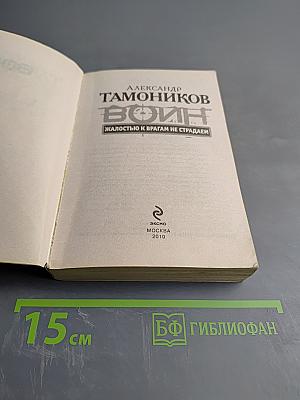 АЛЕКСАНДР
ТАМОНИКОВ
ВОИН
ЖАЛОСТЬЮ К ВРАГАМ НЕ СТРАДАЕМ
ЭКСМО
МОСКВА
2010
15 см
БФ ГИБЛИОФАН